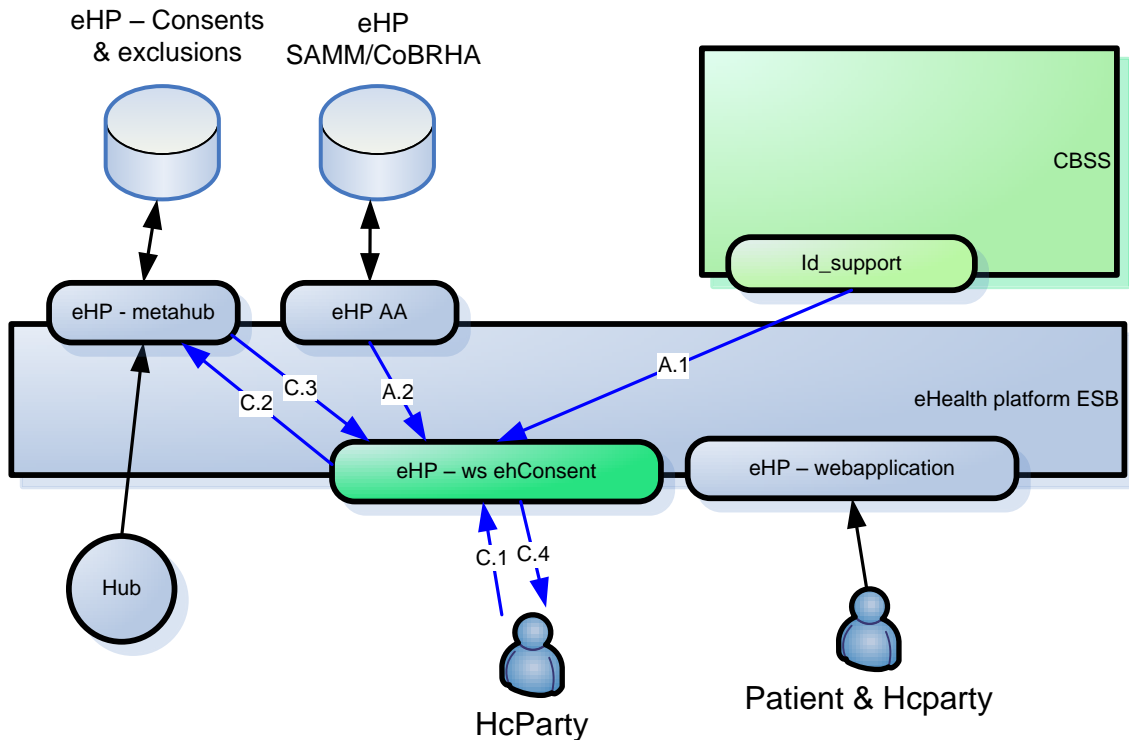 eHP – Consents
& exclusions
eHP
SAMM/CoBRHA
CBSS
Id_support
eHP - metahub
eHP AA
A.1
A.2
C.3
C.2
eHealth platform ESB
eHP – ws ehConsent
eHP – webapplication
C.1
C.4
Hub
HcParty
Patient & Hcparty